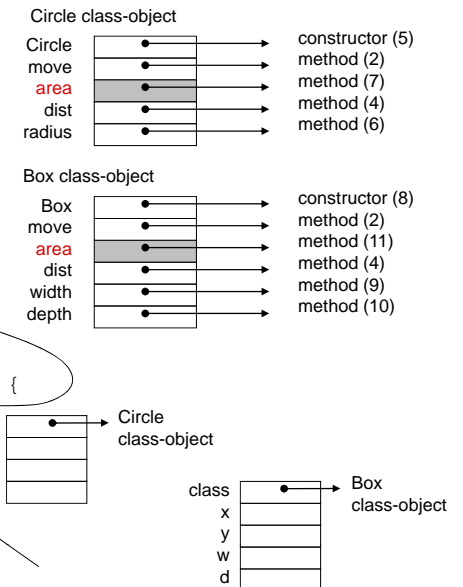 Circle class-object
Circle constructor (5)
move method (2)
area method (7)
dist method (4)
radius method (6)
Box class-object
Box constructor (8)
move method (2)
area method (11)
dist method (4)
width method (9)
depth method (10)
{
Circle
class-object
class Box
class-object
x
y
w
d